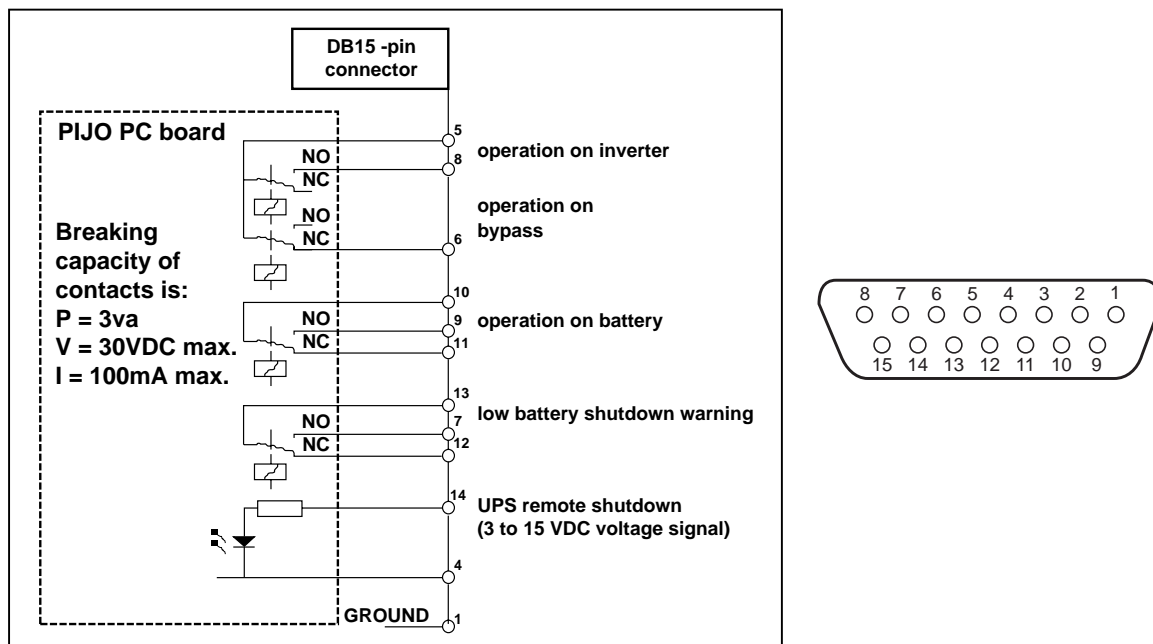 DB15 -pin
connector
PIJO PC board
5
operation on inverter
NO
8
NC
operation on
bypass
NO
NC
6
Breaking
capacity of
contacts is:
P = 3va
V = 30VDC max.
I = 100mA max.
10
NO
9
operation on battery
NC
11
13
low battery shutdown warning
NO
7
NC
12
14
UPS remote shutdown
(3 to 15 VDC voltage signal)
4
GROUND
1
8 7 6 5 4 3 2 1
15 14 13 12 11 10 9